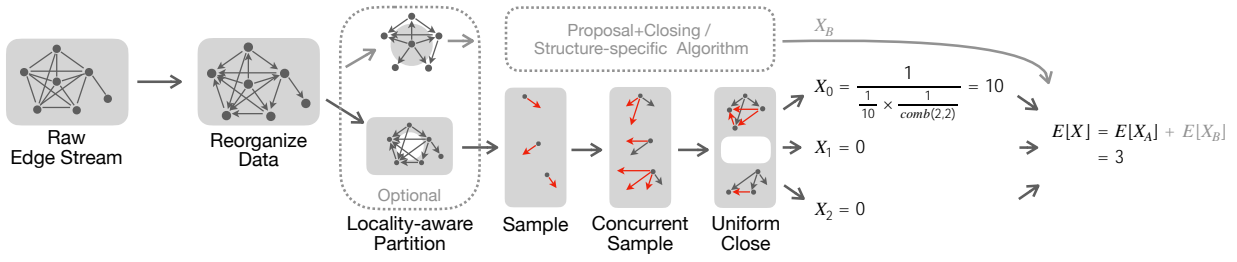 Raw
Edge Stream
Reorganize
Data
Optional
Locality-aware
Partition
Proposal+Closing /
Structure-specific Algorithm
Sample
Concurrent
Sample
Uniform
Close
X_B
X_0 = 1 / (1/10 × 1/comb(2,2)) = 10
X_1 = 0
X_2 = 0
E[X] = E[X_A] + E[X_B]
= 3